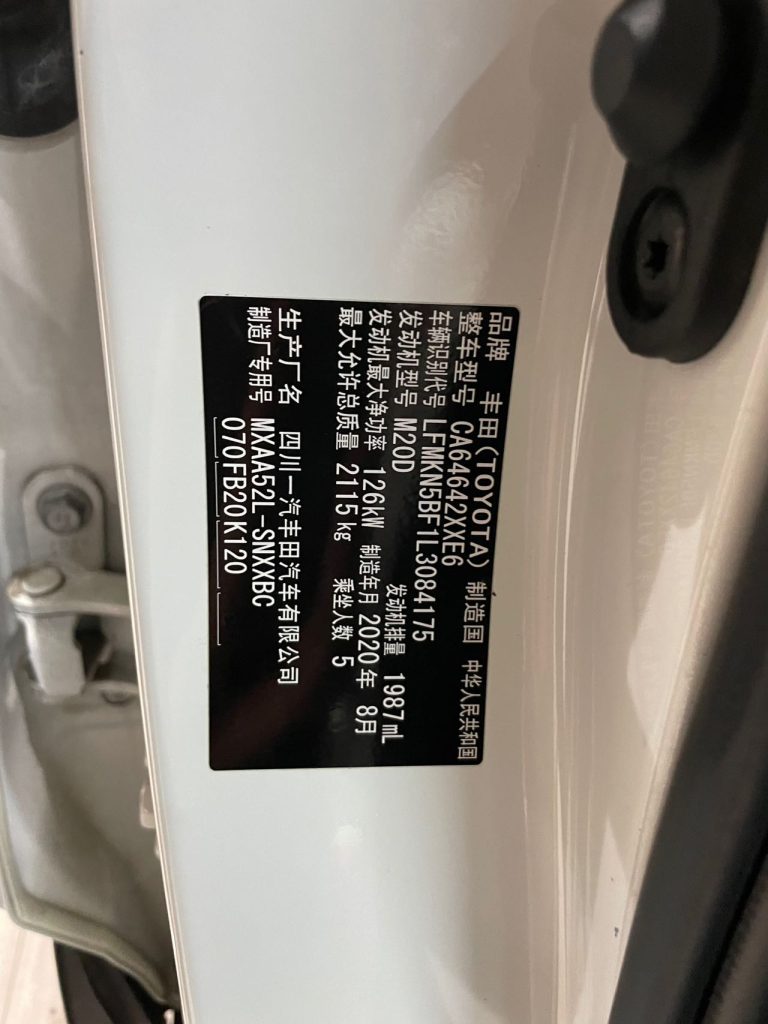 品牌 丰田(TOYOTA) 制造国 中华人民共和国
整车型号 CA64642XXE6
车辆识别代号 LFMKN5BF1L3084175
发动机型号 M20D 发动机排量 1987mL
发动机最大净功率 126kW 制造年月 2020年 8月
最大允许总质量 2115kg 乘坐人数 5
生产厂名 四川一汽丰田汽车有限公司
制造厂专用号 MXAA52L-SNXXBC
070FB20K120